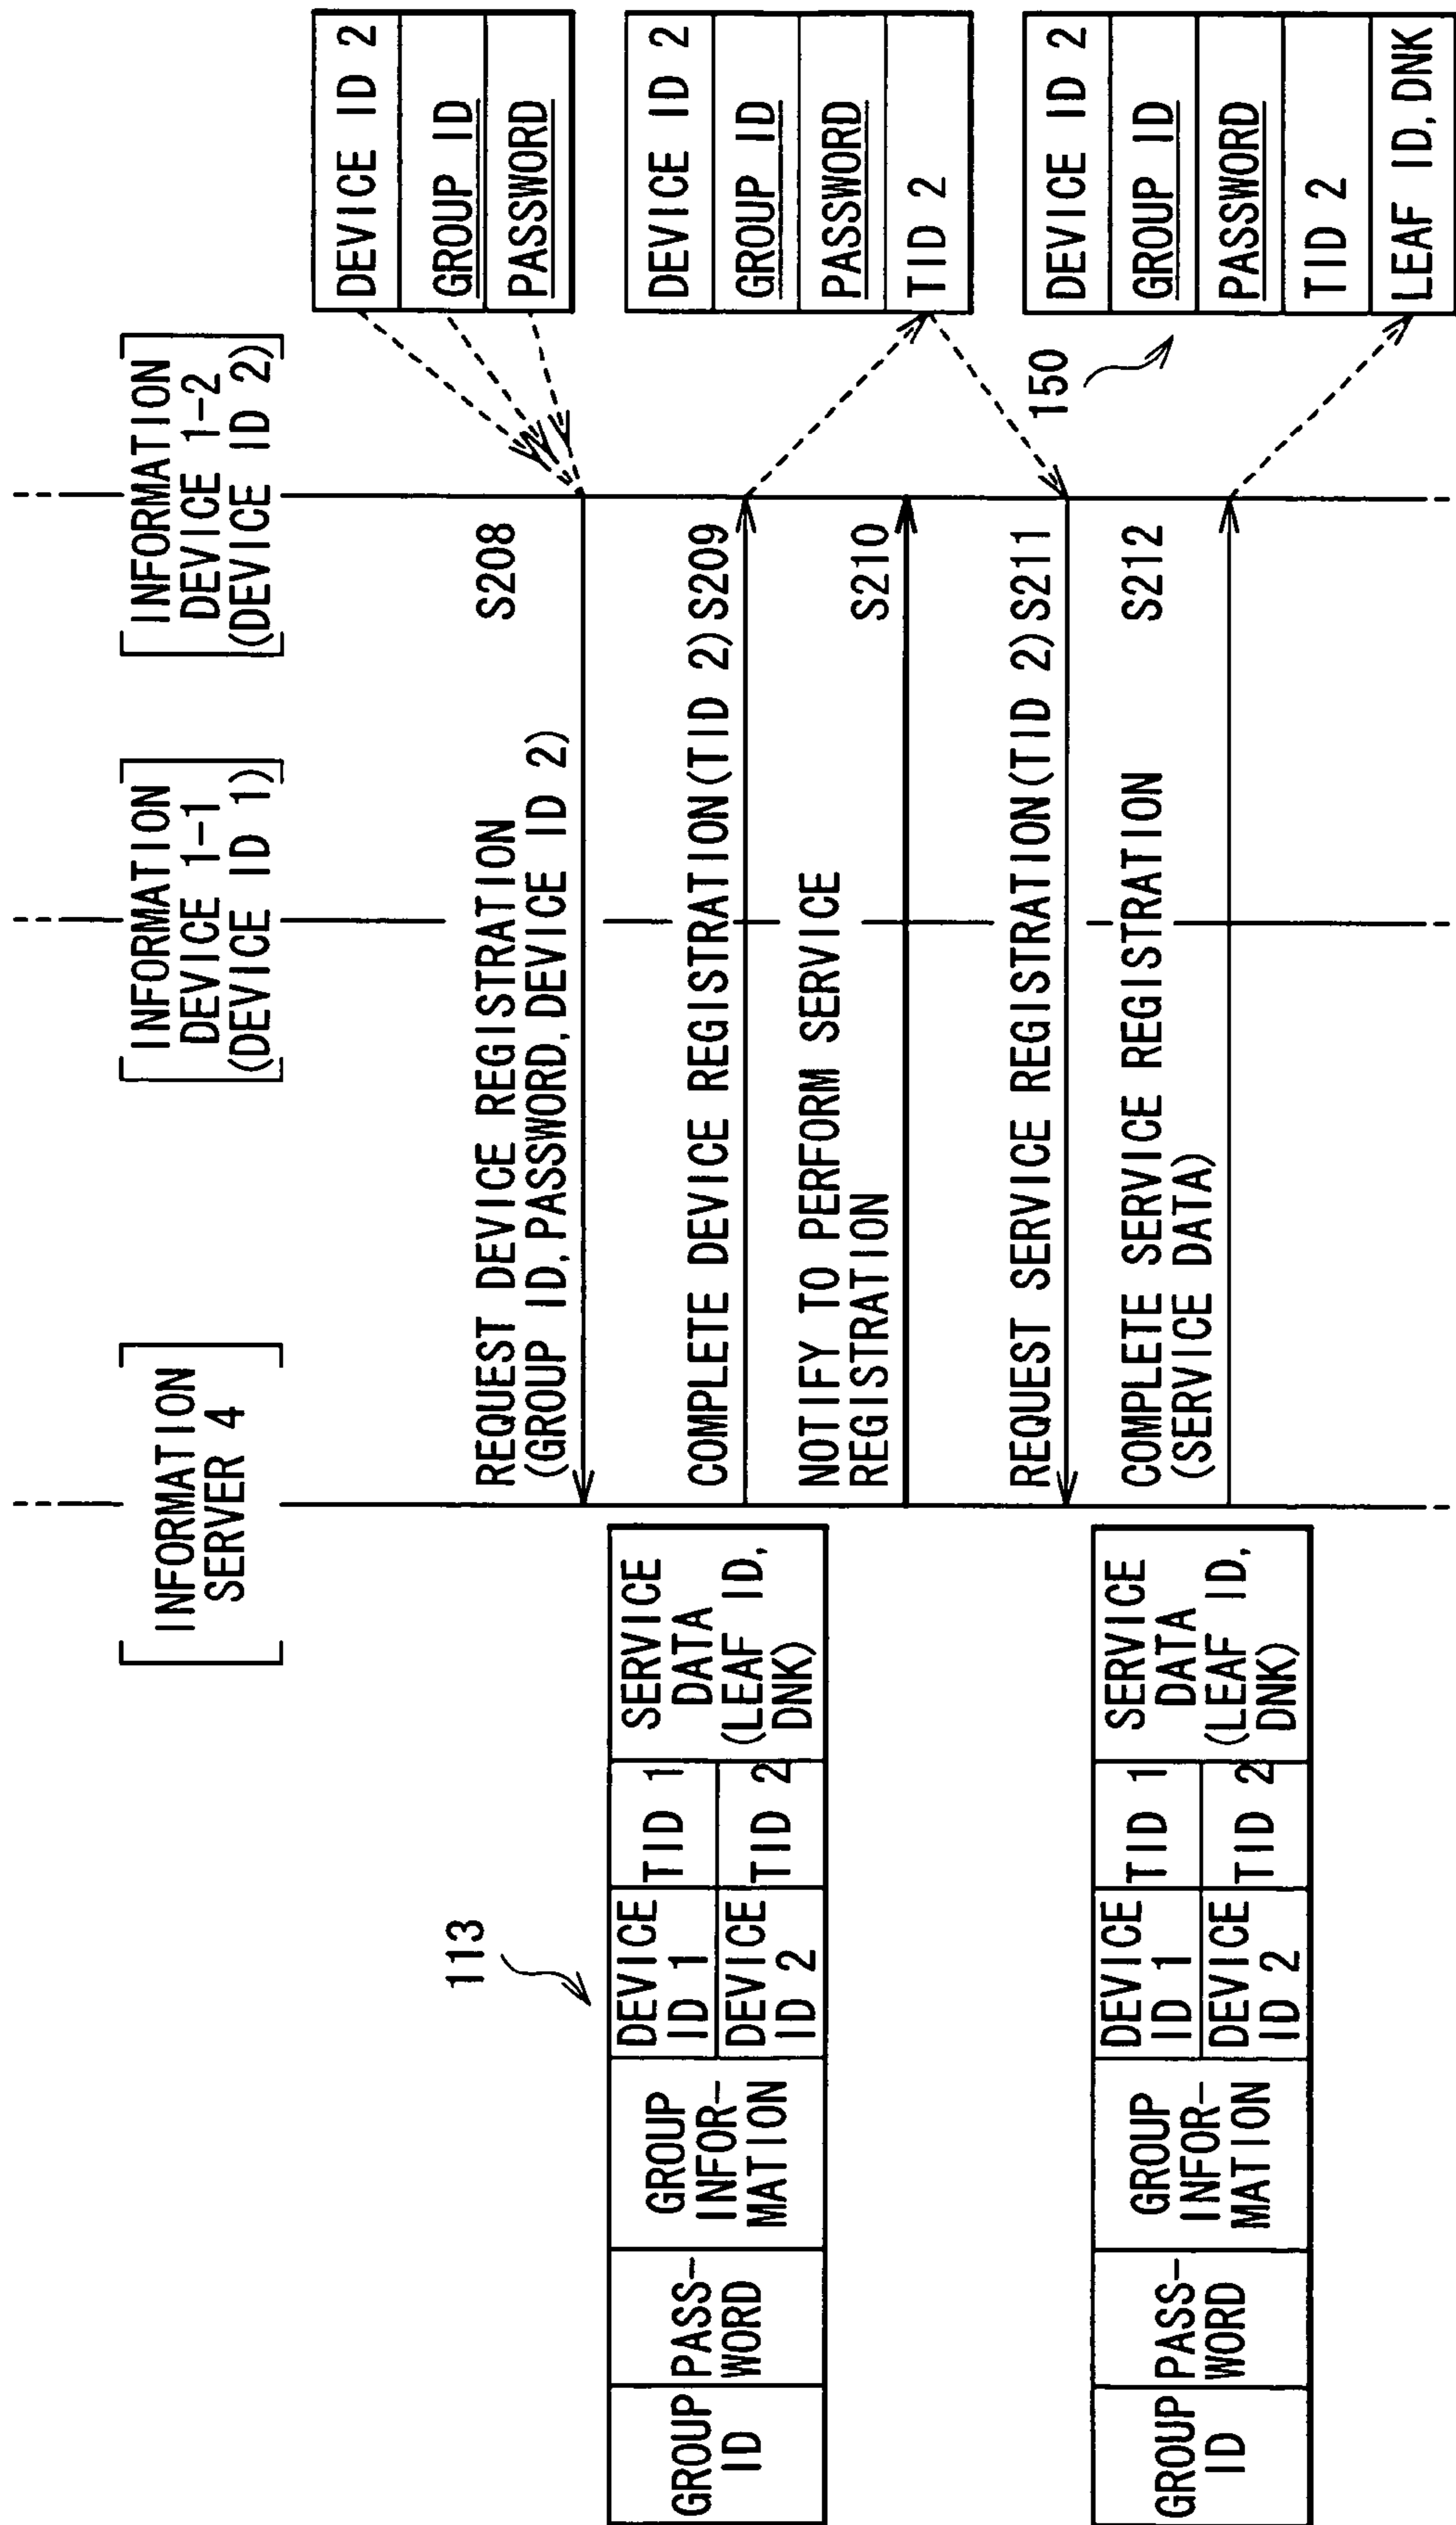 [INFORMATION
SERVER 4]
[INFORMATION
DEVICE 1-1
(DEVICE ID 1)]
[INFORMATION
DEVICE 1-2
(DEVICE ID 2)]
REQUEST DEVICE REGISTRATION
(GROUP ID, PASSWORD, DEVICE ID 2)
S208
DEVICE ID 2
GROUP ID
PASSWORD
113
GROUP
ID
PASS-
WORD
GROUP
INFOR-
MATION
DEVICE
ID 1
TID 1
DEVICE
ID 2
TID 2
SERVICE
DATA
(LEAF ID,
DNK)
COMPLETE DEVICE REGISTRATION(TID 2)S209
DEVICE ID 2
GROUP ID
PASSWORD
TID 2
NOTIFY TO PERFORM SERVICE
REGISTRATION
S210
REQUEST SERVICE REGISTRATION(TID 2)S211
150
GROUP
ID
PASS-
WORD
GROUP
INFOR-
MATION
DEVICE
ID 1
TID 1
DEVICE
ID 2
TID 2
SERVICE
DATA
(LEAF ID,
DNK)
COMPLETE SERVICE REGISTRATION
(SERVICE DATA)
S212
DEVICE ID 2
GROUP ID
PASSWORD
TID 2
LEAF ID, DNK